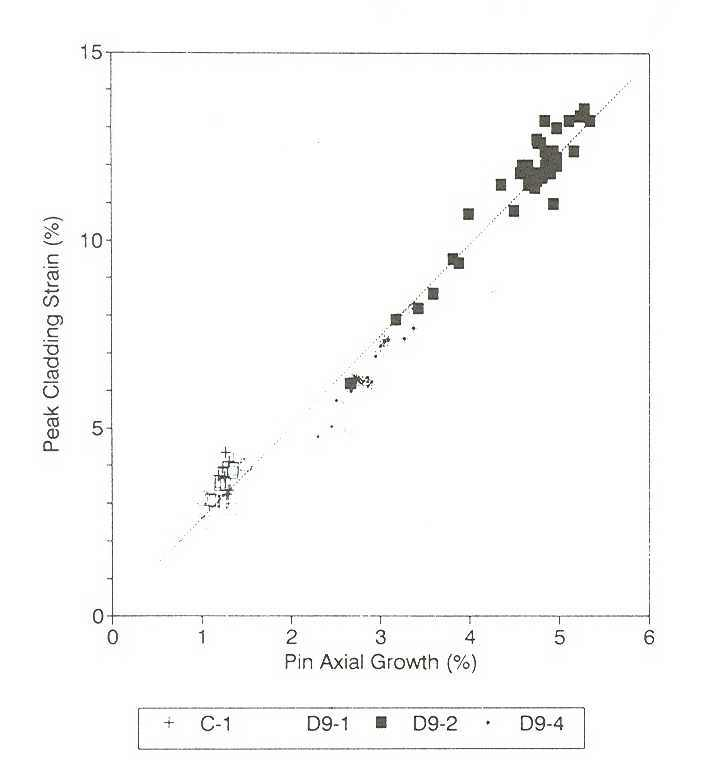 15
10
5
0
Peak Cladding Strain (%)
0 1 2 3 4 5 6
Pin Axial Growth (%)
C-1 D9-1 D9-2 D9-4